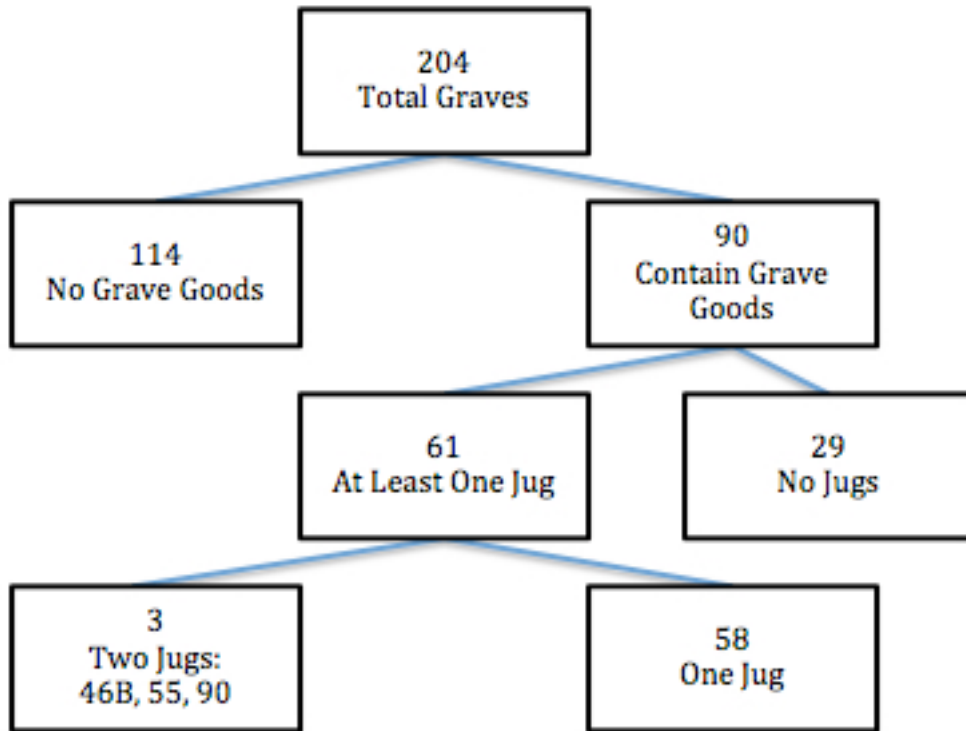 204
Total Graves
114
No Grave Goods
90
Contain Grave
Goods
61
At Least One Jug
29
No Jugs
3
Two Jugs:
46B, 55, 90
58
One Jug